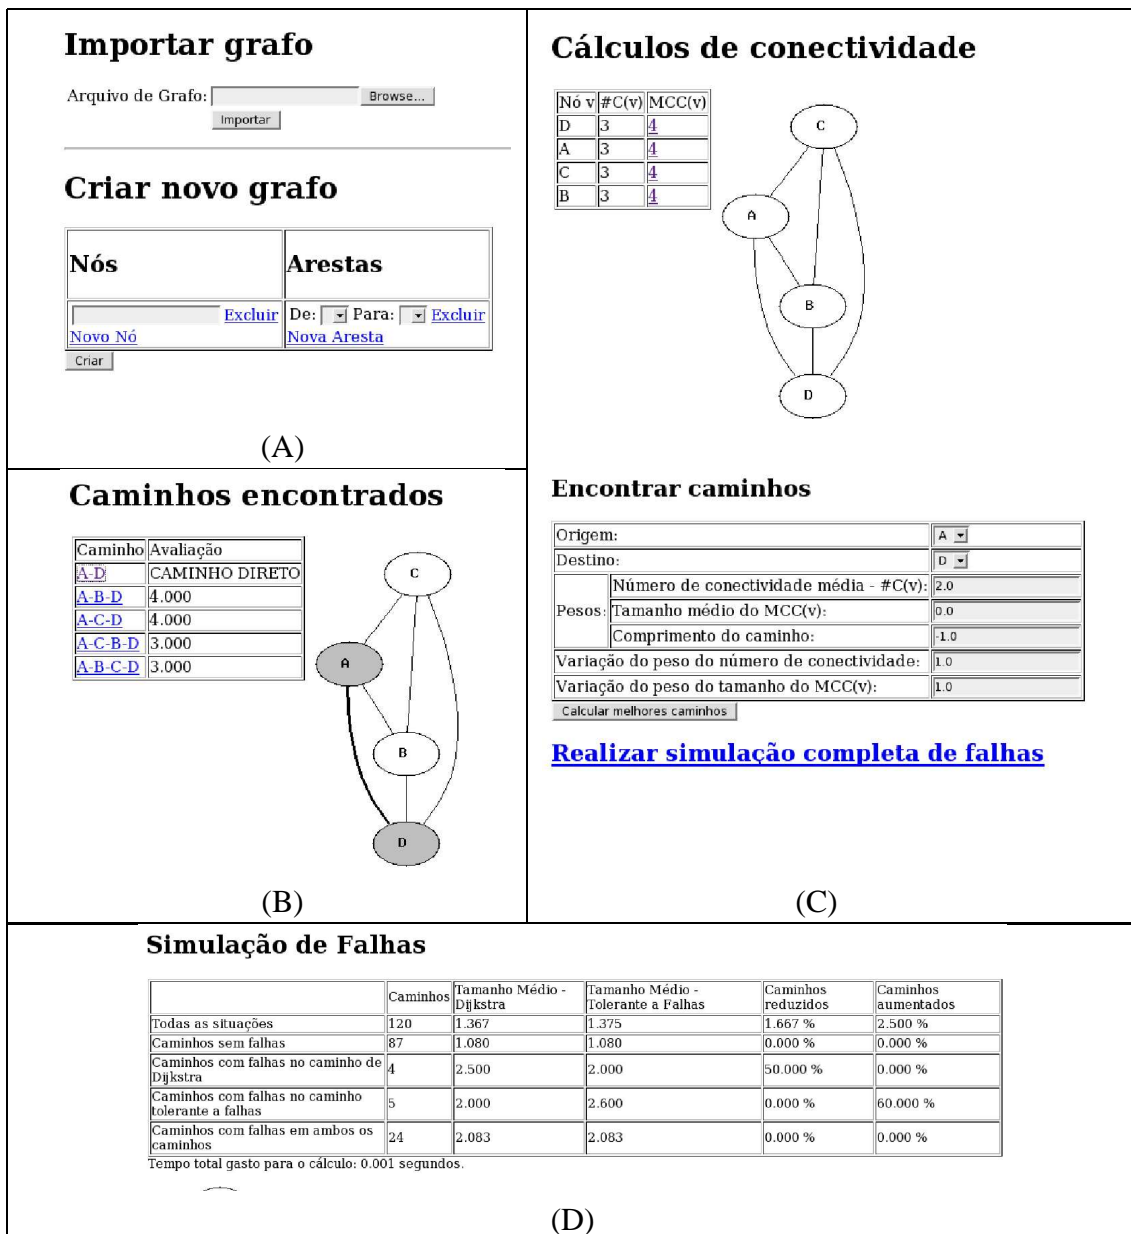 Importar grafo
Arquivo de Grafo: Browse...
Importar
Criar novo grafo
Nós Arestas
Excluir De: Para: Excluir
Novo Nó Nova Aresta
Criar
(A)
Cálculos de conectividade
Nó v #C(v) MCC(v)
D 3 4
A 3 4
C 3 4
B 3 4
C
A
B
D
Caminhos encontrados
Caminho Avaliação
A-D CAMINHO DIRETO
A-B-D 4.000
A-C-D 4.000
A-C-B-D 3.000
A-B-C-D 3.000
C
A
B
D
(B)
Encontrar caminhos
Origem: A
Destino: D
Pesos: Número de conectividade média - #C(v): 2.0
Tamanho médio do MCC(v): 0.0
Comprimento do caminho: -1.0
Variação do peso do número de conectividade: 1.0
Variação do peso do tamanho do MCC(v): 1.0
Calcular melhores caminhos
Realizar simulação completa de falhas
(C)
Simulação de Falhas
Caminhos Tamanho Médio - Dijkstra Tamanho Médio - Tolerante a Falhas Caminhos reduzidos Caminhos aumentados
Todas as situações 120 1.367 1.375 1.667 % 2.500 %
Caminhos sem falhas 87 1.080 1.080 0.000 % 0.000 %
Caminhos com falhas no caminho de Dijkstra 4 2.500 2.000 50.000 % 0.000 %
Caminhos com falhas no caminho tolerante a falhas 5 2.000 2.600 0.000 % 60.000 %
Caminhos com falhas em ambos os caminhos 24 2.083 2.083 0.000 % 0.000 %
Tempo total gasto para o cálculo: 0.001 segundos.
(D)